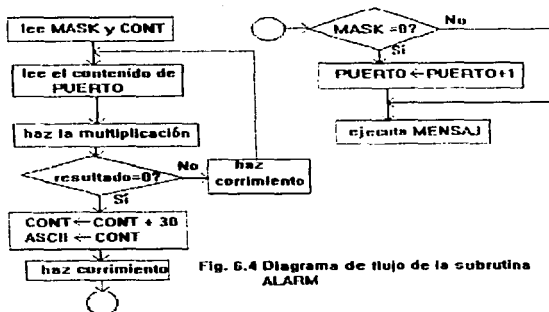 lee MASK y CONT
lee el contenido de
PUERTO
haz la multiplicación
resultado=0?
No
haz
corrimiento
Sí
CONT←CONT + 30
ASCII←CONT
haz corrimiento
MASK =0?
No
Sí
PUERTO←PUERTO+1
ejecuta MENSAJ
Fig. 6.4 Diagrama de flujo de la subrutina
ALARM